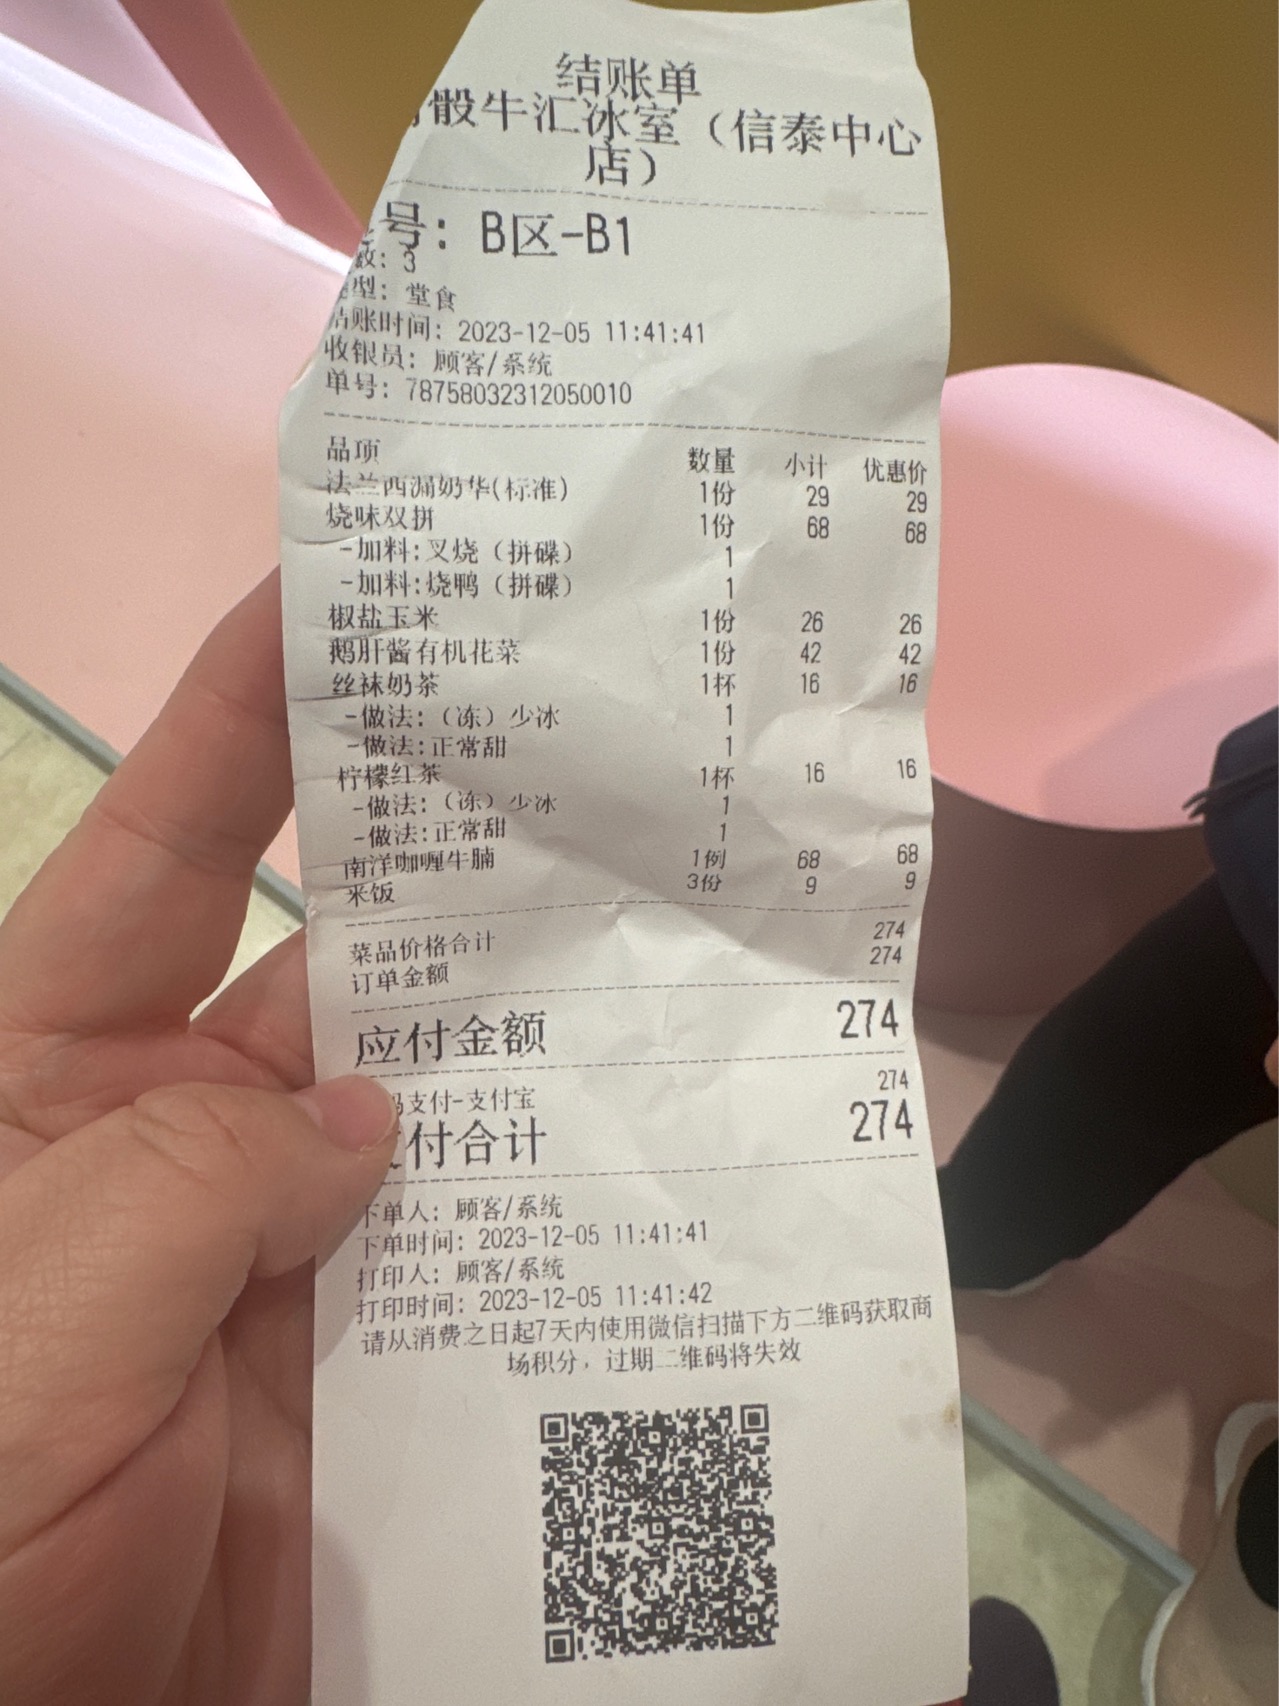 结账单
骰牛汇冰室（信泰中心
店）
号: B区-B1
数: 3
型: 堂食
结账时间: 2023-12-05 11:41:41
收银员: 顾客/系统
单号: 78758032312050010
品项 数量 小计 优惠价
法兰西漏奶华(标准) 1份 29 29
烧味双拼 1份 68 68
-加料:叉烧（拼碟） 1
-加料:烧鸭（拼碟） 1
椒盐玉米 1份 26 26
鹅肝酱有机花菜 1份 42 42
丝袜奶茶 1杯 16 16
-做法:（冻）少冰 1
-做法:正常甜 1
柠檬红茶 1杯 16 16
-做法:（冻）少冰 1
-做法:正常甜 1
南洋咖喱牛腩 1例 68 68
米饭 3份 9 9
菜品价格合计 274
订单金额 274
应付金额 274
码支付-支付宝 274
付合计 274
下单人: 顾客/系统
下单时间: 2023-12-05 11:41:41
打印人: 顾客/系统
打印时间: 2023-12-05 11:41:42
请从消费之日起7天内使用微信扫描下方二维码获取商
场积分，过期二维码将失效